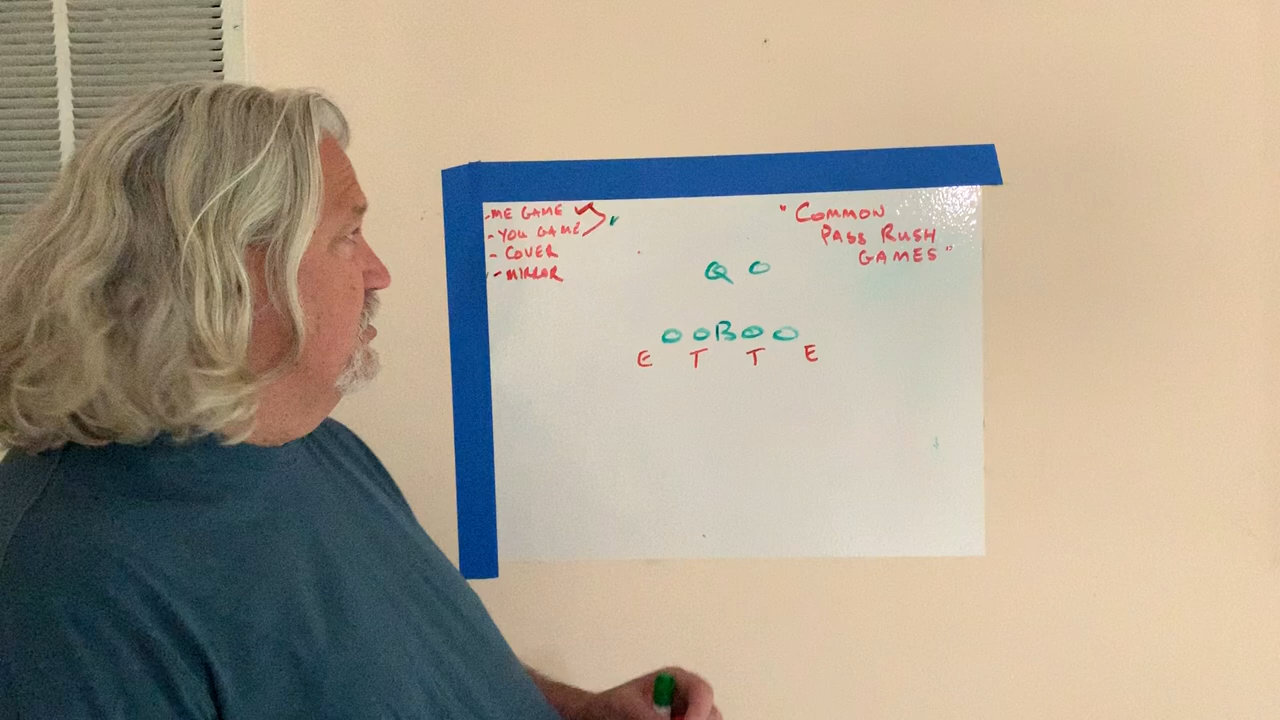 -ME GAME
- YOU GAME
- COVER
- MIRROR
"COMMON
PASS RUSH
GAMES"
Q O
O O B O O
E T T E